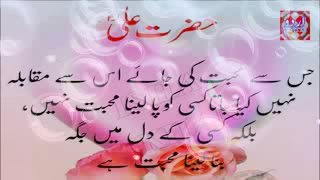 حضرت علیؓ
جس سے محبت کی جائے اس سے مقابلہ
نہیں کیا جاتا کسی کو پا لینا محبت نہیں،
بلکہ کسی کے دل میں جگہ
بنا لینا محبت ہے